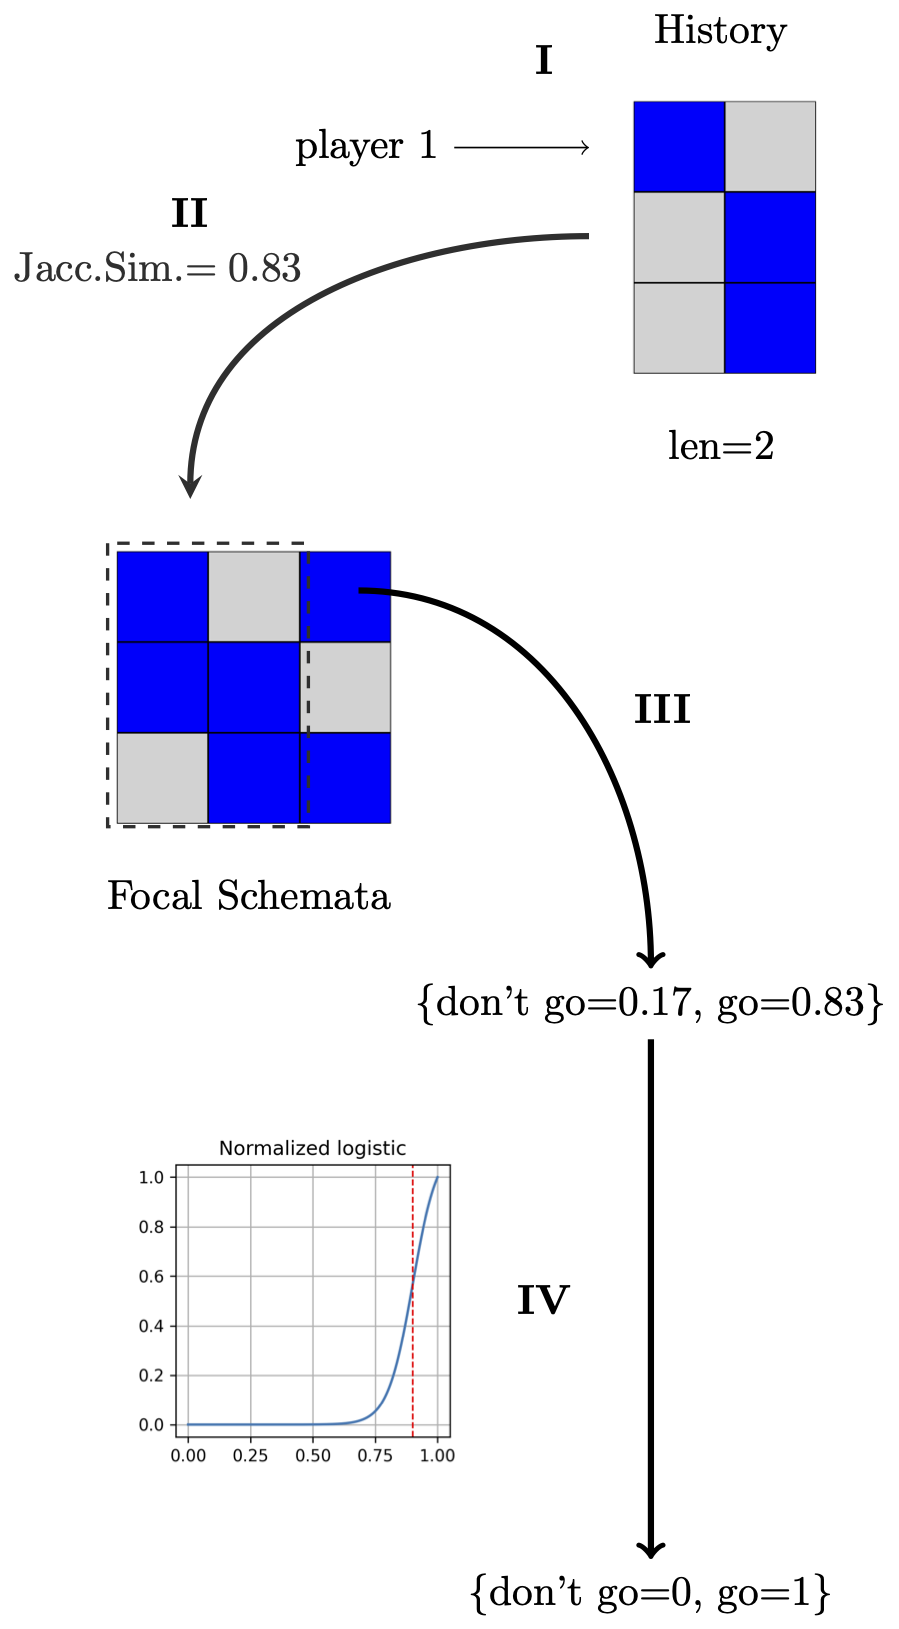 History
I
player 1
II
Jacc.Sim.= 0.83
len=2
III
Focal Schemata
{don't go=0.17, go=0.83}
Normalized logistic
1.0
0.8
0.6
0.4
0.2
0.0
0.00 0.25 0.50 0.75 1.00
IV
{don't go=0, go=1}